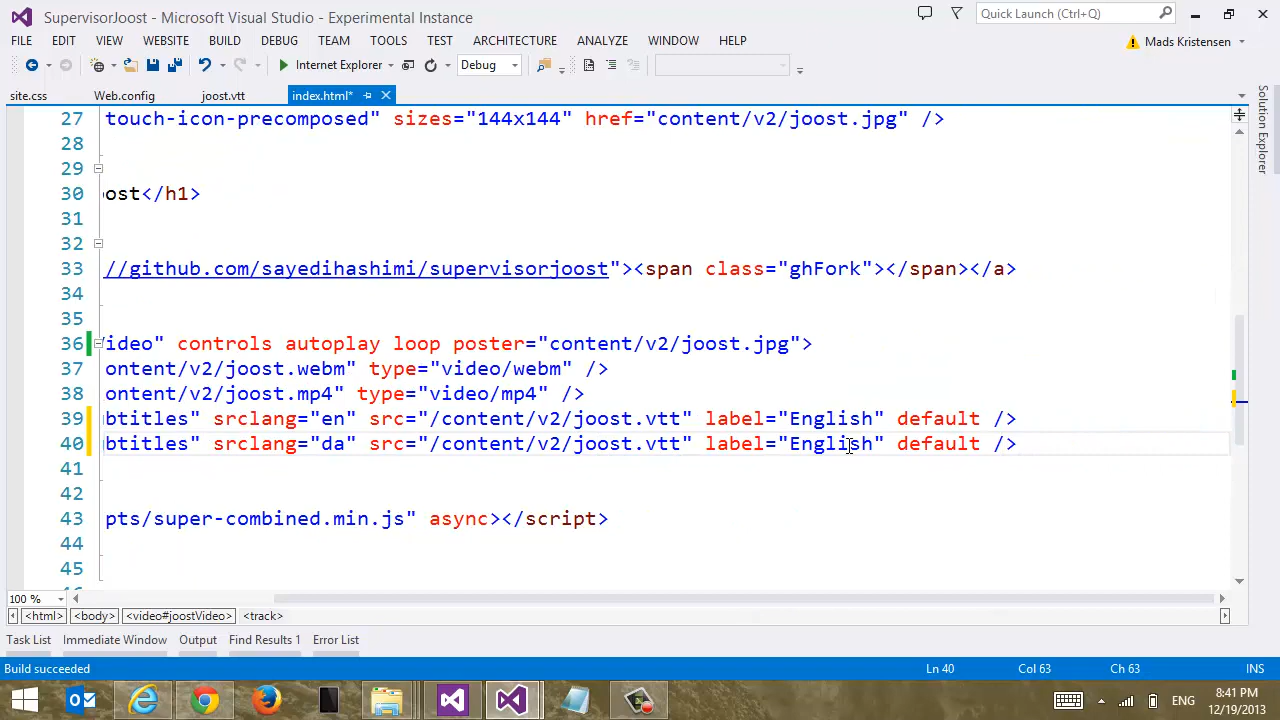 SupervisorJoost - Microsoft Visual Studio - Experimental Instance
Quick Launch (Ctrl+Q)
FILE EDIT VIEW WEBSITE BUILD DEBUG TEAM TOOLS TEST ARCHITECTURE ANALYZE WINDOW HELP
Mads Kristensen
Internet Explorer Debug
site.css Web.config joost.vtt index.html*
Solution Explorer
27 touch-icon-precomposed" sizes="144x144" href="content/v2/joost.jpg" />
28
29
30 ost</h1>
31
32
33 //github.com/sayedihashimi/supervisorjoost"><span class="ghFork"></span></a>
34
35
36 ideo" controls autoplay loop poster="content/v2/joost.jpg">
37 ontent/v2/joost.webm" type="video/webm" />
38 ontent/v2/joost.mp4" type="video/mp4" />
39 btitles" srclang="en" src="/content/v2/joost.vtt" label="English" default />
40 btitles" srclang="da" src="/content/v2/joost.vtt" label="English" default />
41
42
43 pts/super-combined.min.js" async></script>
44
45
100 %
<html> <body> <video#joostVideo> <track>
Task List Immediate Window Output Find Results 1 Error List
Build succeeded Ln 40 Col 63 Ch 63 INS
ENG 8:41 PM
12/19/2013